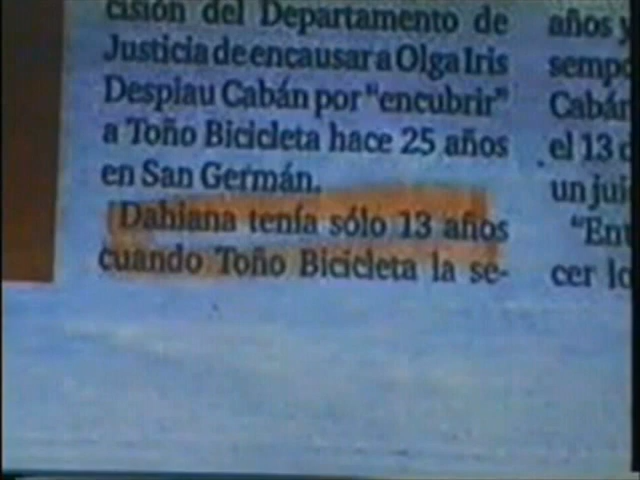 cisión del Departamento de
Justicia de encausar a Olga Iris
Despiau Cabán por "encubrir"
a Toño Bicicleta hace 25 años
en San Germán.
Dahiana tenía sólo 13 años
cuando Toño Bicicleta la se-
años y
sempo
Cabán
el 13 d
un jui
"Ent
cer lo